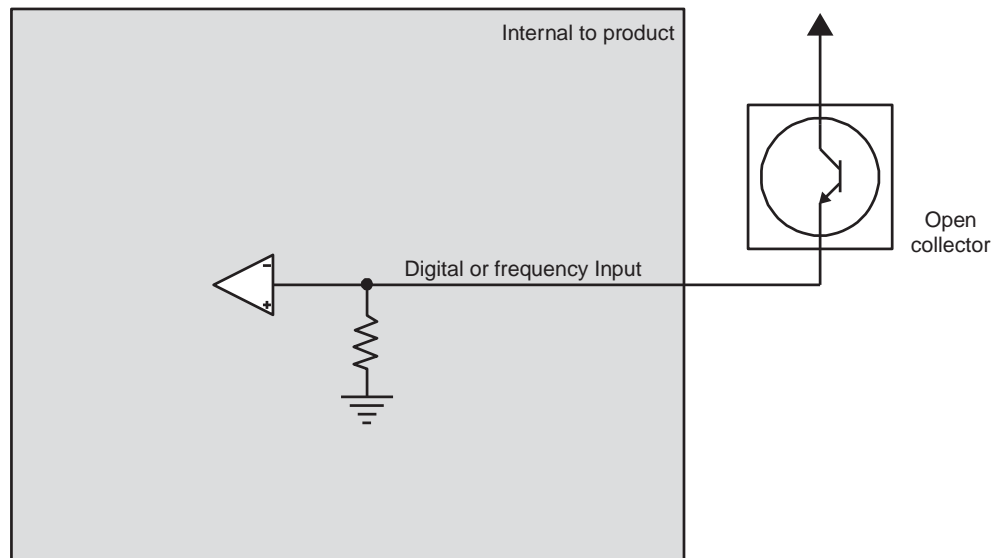 Internal to product
Open
collector
Digital or frequency Input
-
+